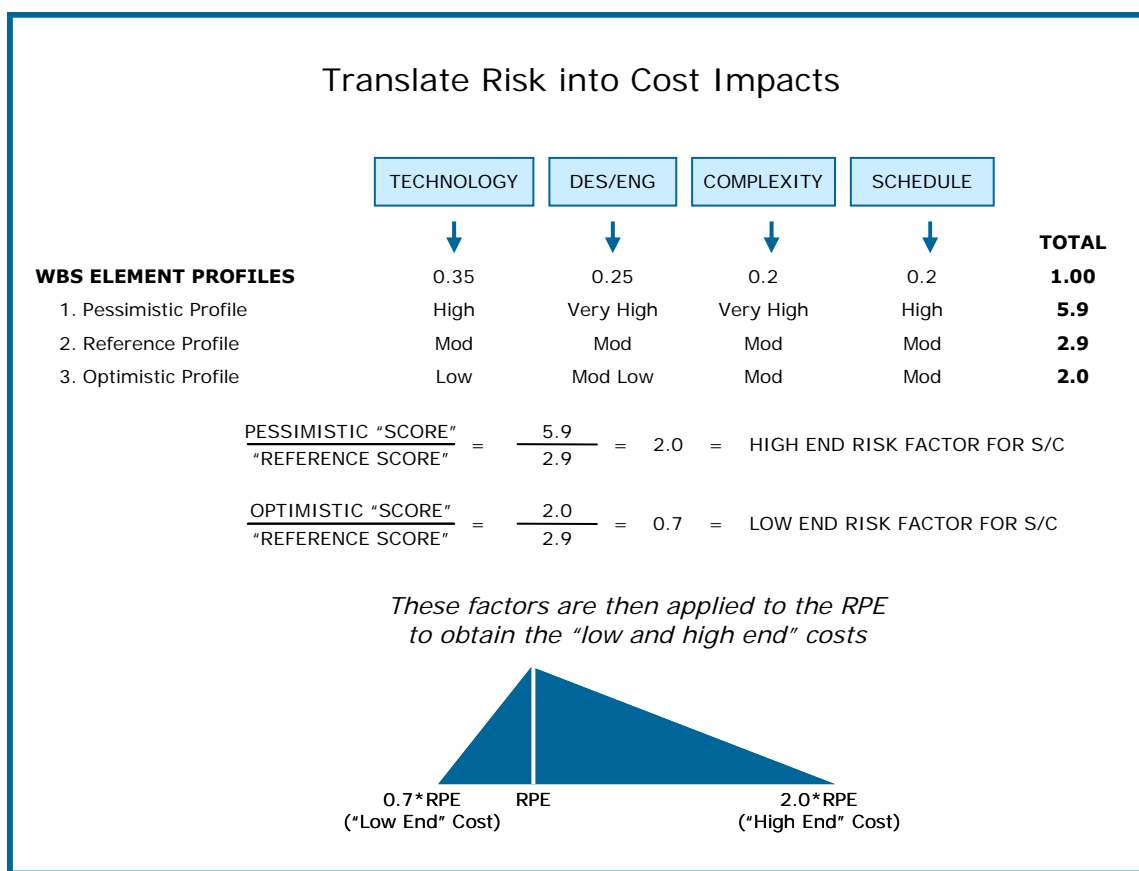 Translate Risk into Cost Impacts
TECHNOLOGY DES/ENG COMPLEXITY SCHEDULE
TOTAL
WBS ELEMENT PROFILES 0.35 0.25 0.2 0.2 1.00
1. Pessimistic Profile High Very High Very High High 5.9
2. Reference Profile Mod Mod Mod Mod 2.9
3. Optimistic Profile Low Mod Low Mod Mod 2.0
PESSIMISTIC “SCORE” 5.9
= = 2.0 = HIGH END RISK FACTOR FOR S/C
“REFERENCE SCORE” 2.9
OPTIMISTIC “SCORE” 2.0
= = 0.7 = LOW END RISK FACTOR FOR S/C
“REFERENCE SCORE” 2.9
These factors are then applied to the RPE
to obtain the “low and high end” costs
0.7*RPE RPE 2.0*RPE
(“Low End” Cost) (“High End” Cost)